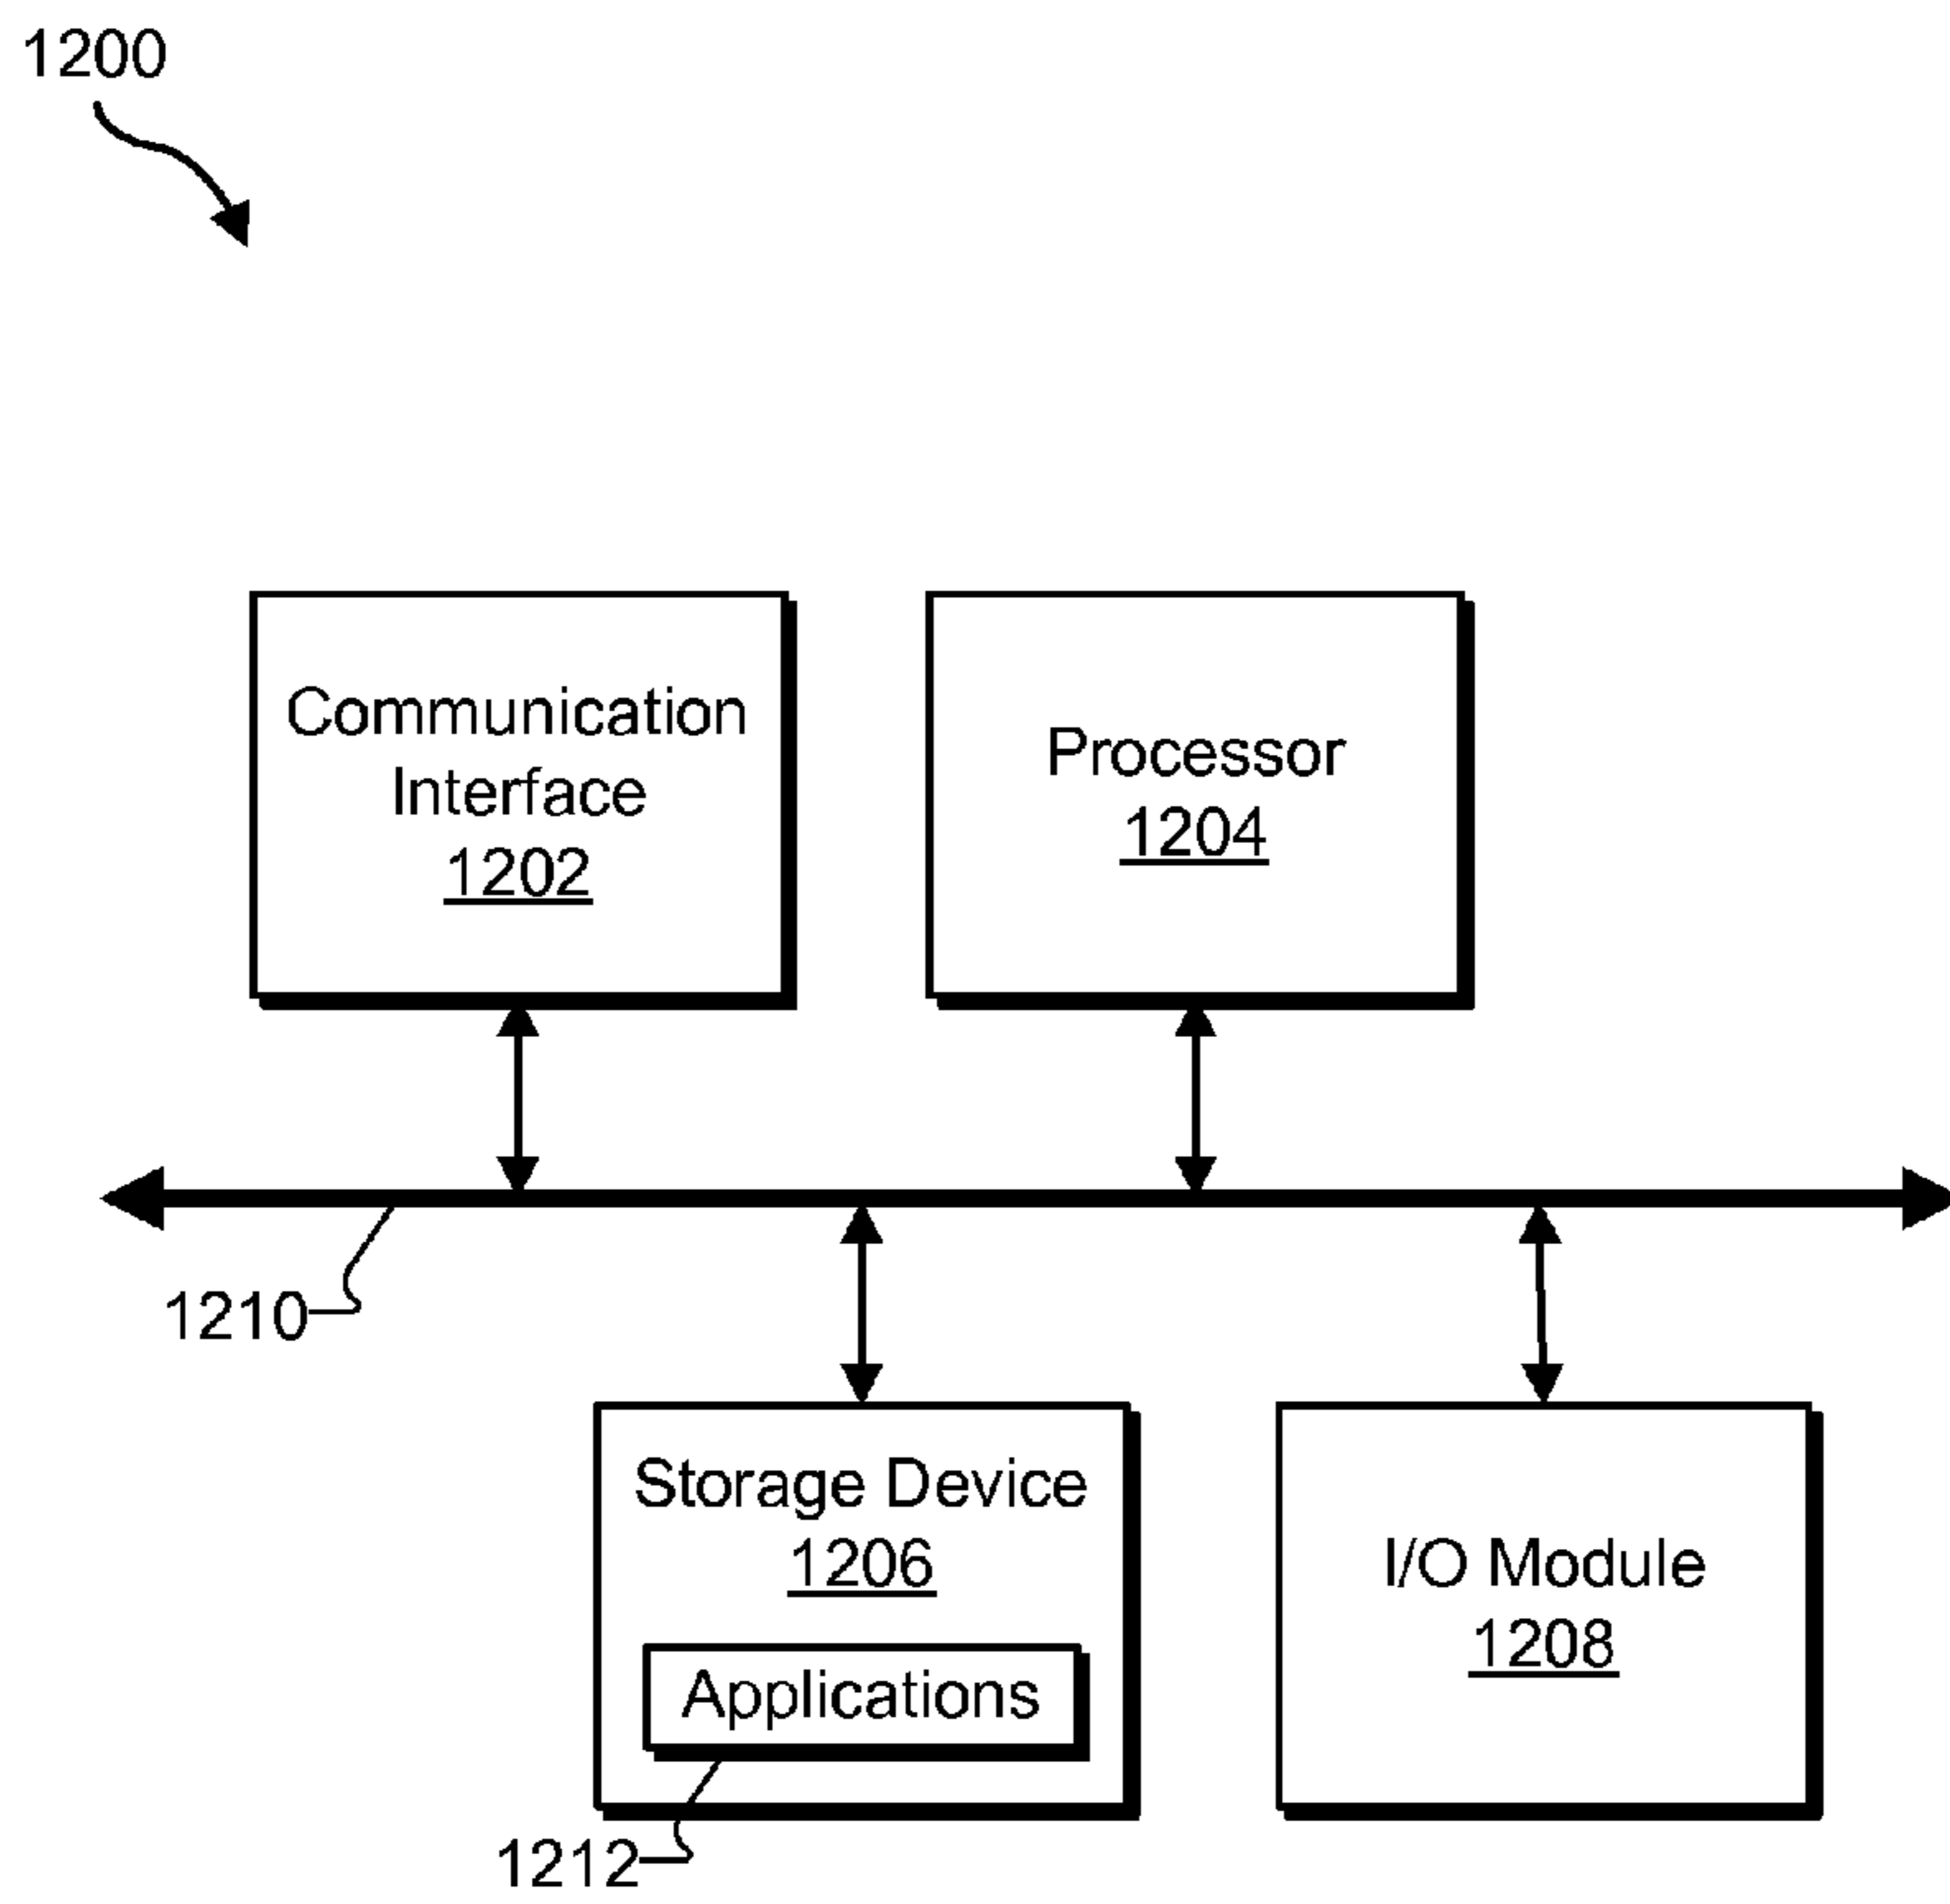 1200
Communication
Interface
1202
Processor
1204
1210
Storage Device
1206
Applications
1212
I/O Module
1208